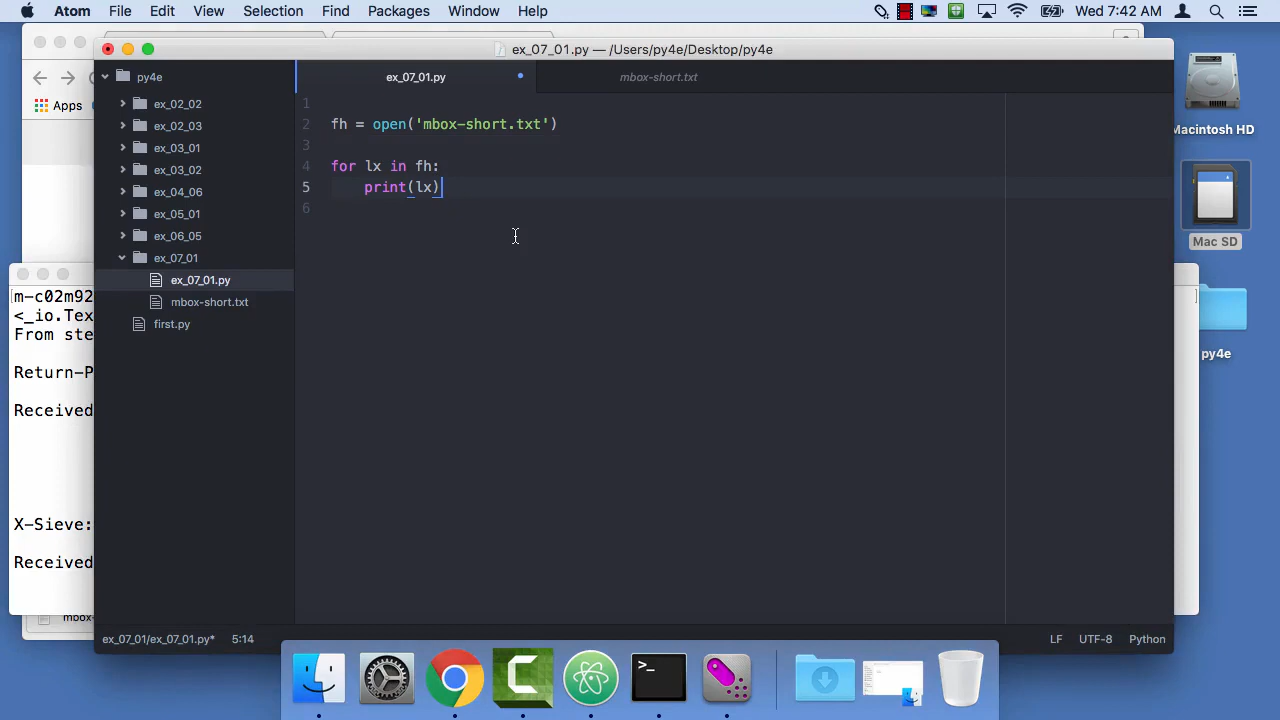 Atom File Edit View Selection Find Packages Window Help Wed 7:42 AM
ex_07_01.py — /Users/py4e/Desktop/py4e
py4e
ex_07_01.py
mbox-short.txt
Apps
ex_02_02
ex_02_03
ex_03_01
ex_03_02
ex_04_06
ex_05_01
ex_06_05
ex_07_01
ex_07_01.py
mbox-short.txt
first.py
1
2 fh = open('mbox-short.txt')
3
4 for lx in fh:
5 print(lx)
6
m-c02m92
<_io.Tex
From ste
Return-P
Received
X-Sieve:
Received
mbox-
ex_07_01/ex_07_01.py* 5:14
LF UTF-8 Python
Macintosh HD
Mac SD
py4e
>_